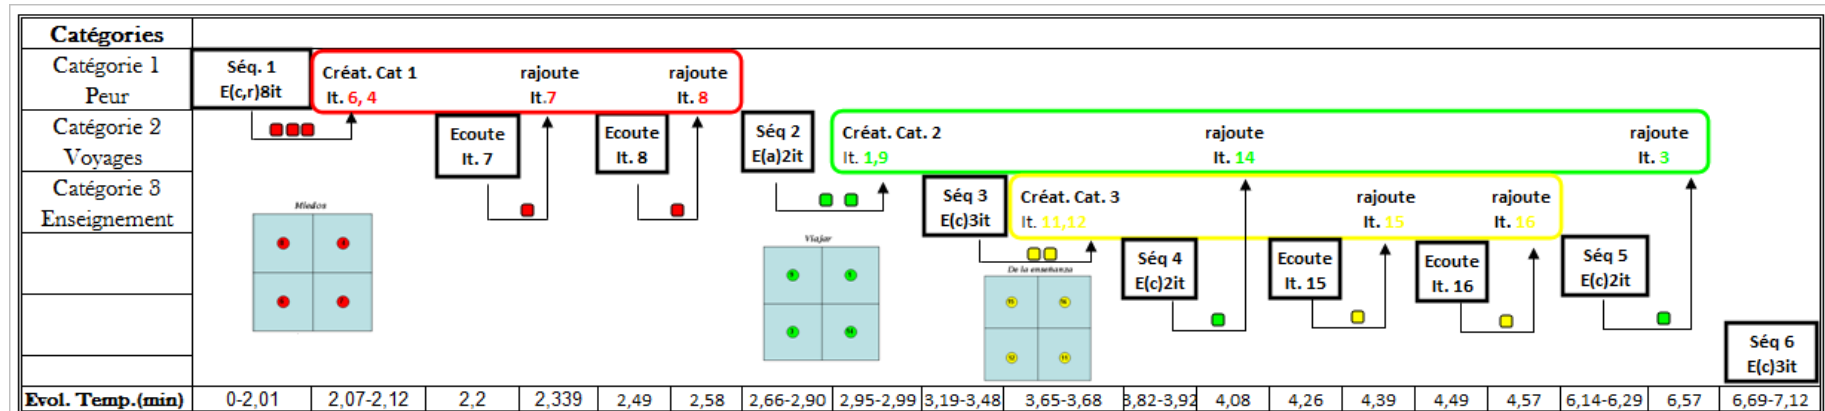 Catégories
Catégorie 1
Peur
Séq. 1
E(c,r)8it
Créat. Cat 1
It. 6, 4
rajoute
It.7
rajoute
It. 8
Catégorie 2
Voyages
Ecoute
It. 7
Ecoute
It. 8
Séq 2
E(a)2it
Créat. Cat. 2
It. 1,9
rajoute
It. 14
rajoute
It. 3
Catégorie 3
Enseignement
Séq 3
E(c)3it
Créat. Cat. 3
It. 11,12
rajoute
It. 15
rajoute
It. 16
Miedos
Viajar
De la enseñanza
Séq 4
E(c)2it
Ecoute
It. 15
Ecoute
It. 16
Séq 5
E(c)2it
Séq 6
E(c)3it
Evol. Temp.(min) 0-2,01 2,07-2,12 2,2 2,339 2,49 2,58 2,66-2,90 2,95-2,99 3,19-3,48 3,65-3,68 3,82-3,92 4,08 4,26 4,39 4,49 4,57 6,14-6,29 6,57 6,69-7,12